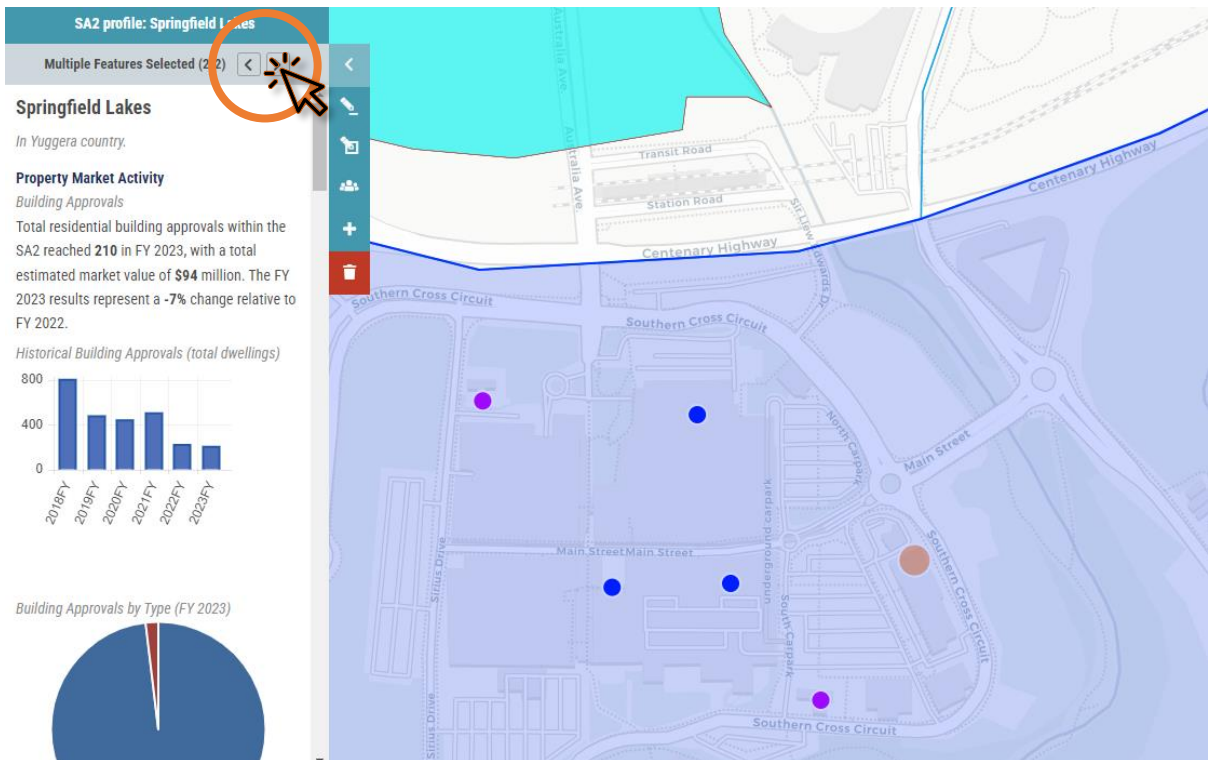 SA2 profile: Springfield Lakes
Multiple Features Selected (2/2)
Springfield Lakes
In Yuggera country.
Property Market Activity
Building Approvals
Total residential building approvals within the
SA2 reached 210 in FY 2023, with a total
estimated market value of $94 million. The FY
2023 results represent a -7% change relative to
FY 2022.
Historical Building Approvals (total dwellings)
800
400
0
2018FY
2019FY
2020FY
2021FY
2022FY
2023FY
Building Approvals by Type (FY 2023)
Australia Ave.
Australia Ave.
Transit Road
Station Road
Sir Llew Edwards Dr
Centenary Highway
Centenary Highway
Southern Cross Circuit
Southern Cross Circuit
North Carpark
Main Street
underground carpark
Main Street
Main Street
Sirius Drive
South Carpark
Southern Cross Circuit
Sirius Drive
Southern Cross Circuit